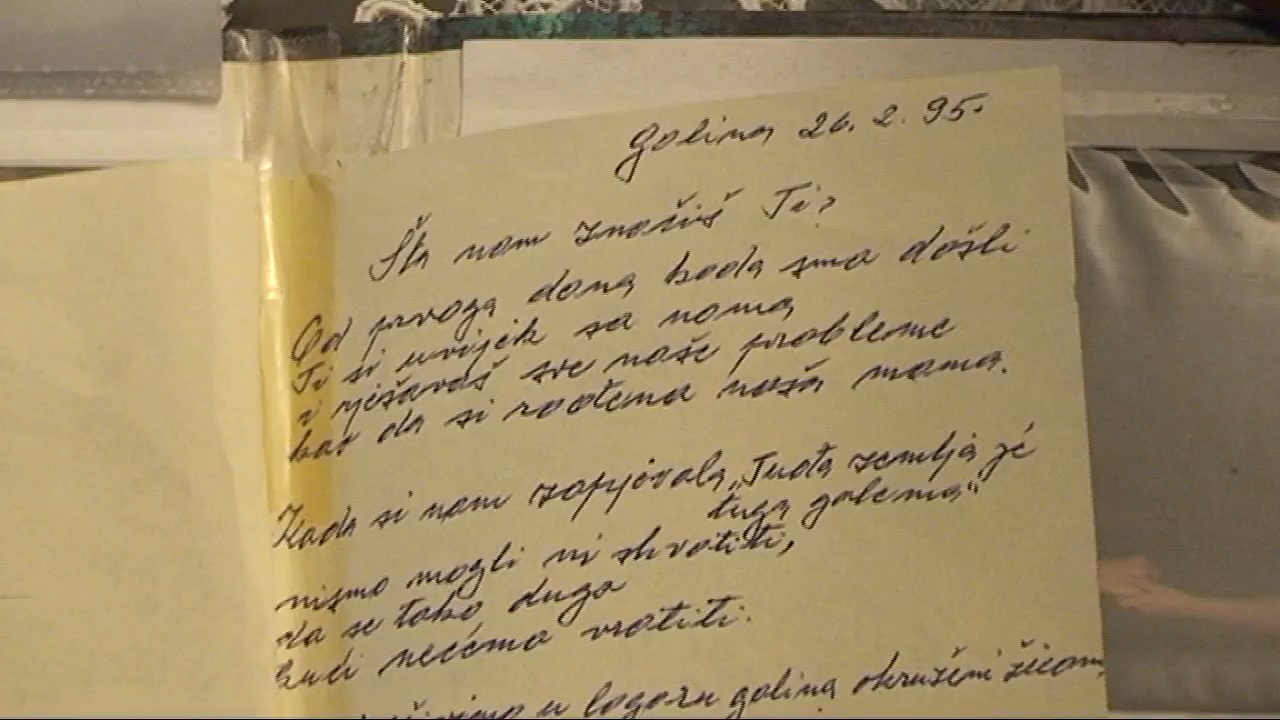 Golina 26. 2. 95.
Šta nam značiš Ti?
Od prvoga dana kada smo došli
Ti si uvijek sa nama
i rješavaš sve naše probleme
kao da si rođena naša mama.
Kada si nam zapjevala „Tuđa zemlja je
tuga golema“
nismo mogli ni shvatiti,
da se tako dugo
kući nećemo vratiti.
živimo u logoru golina okruženi žicom,